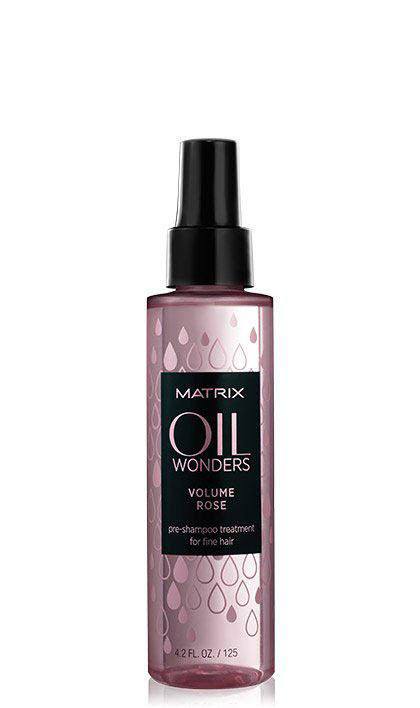 MATRIX
OIL
WONDERS
VOLUME
ROSE
pre-shampoo treatment
for fine hair
4.2 FL. OZ. / 125